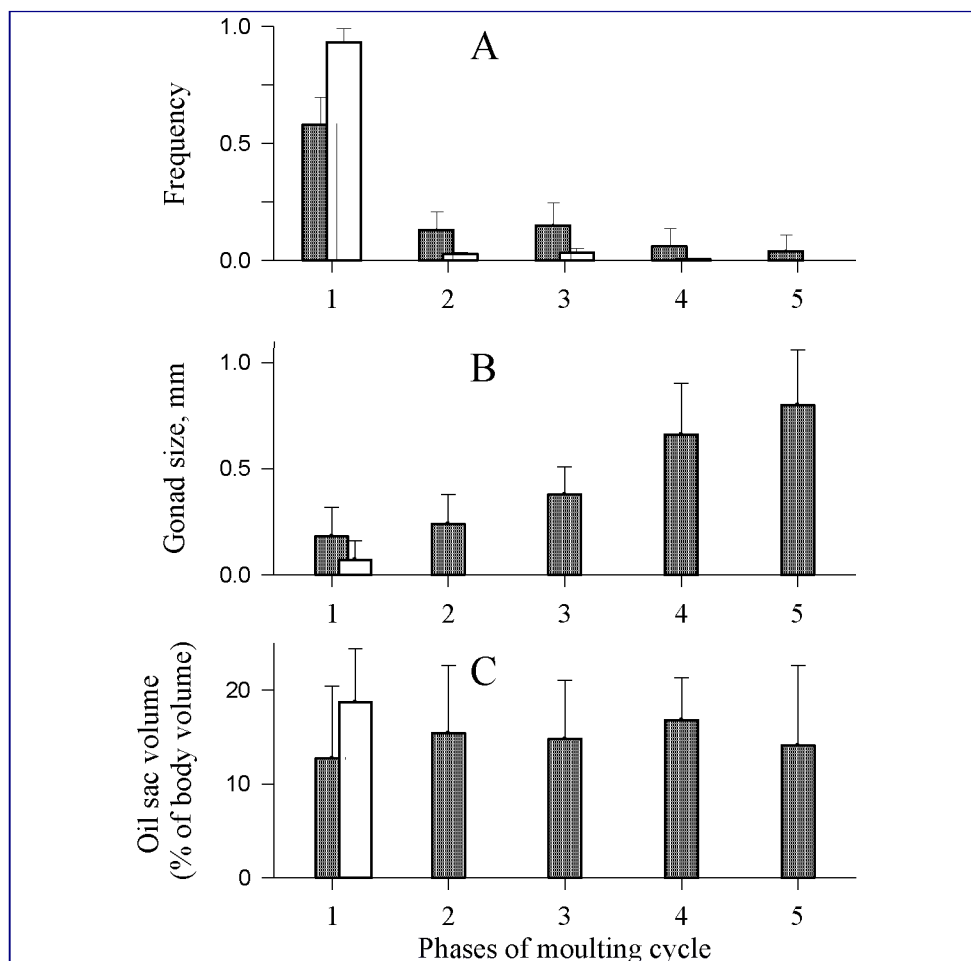 A
Frequency
1.0
0.5
0.0
1 2 3 4 5
B
Gonad size, mm
1.0
0.5
0.0
1 2 3 4 5
C
Oil sac volume
(% of body volume)
20
10
0
1 2 3 4 5
Phases of moulting cycle